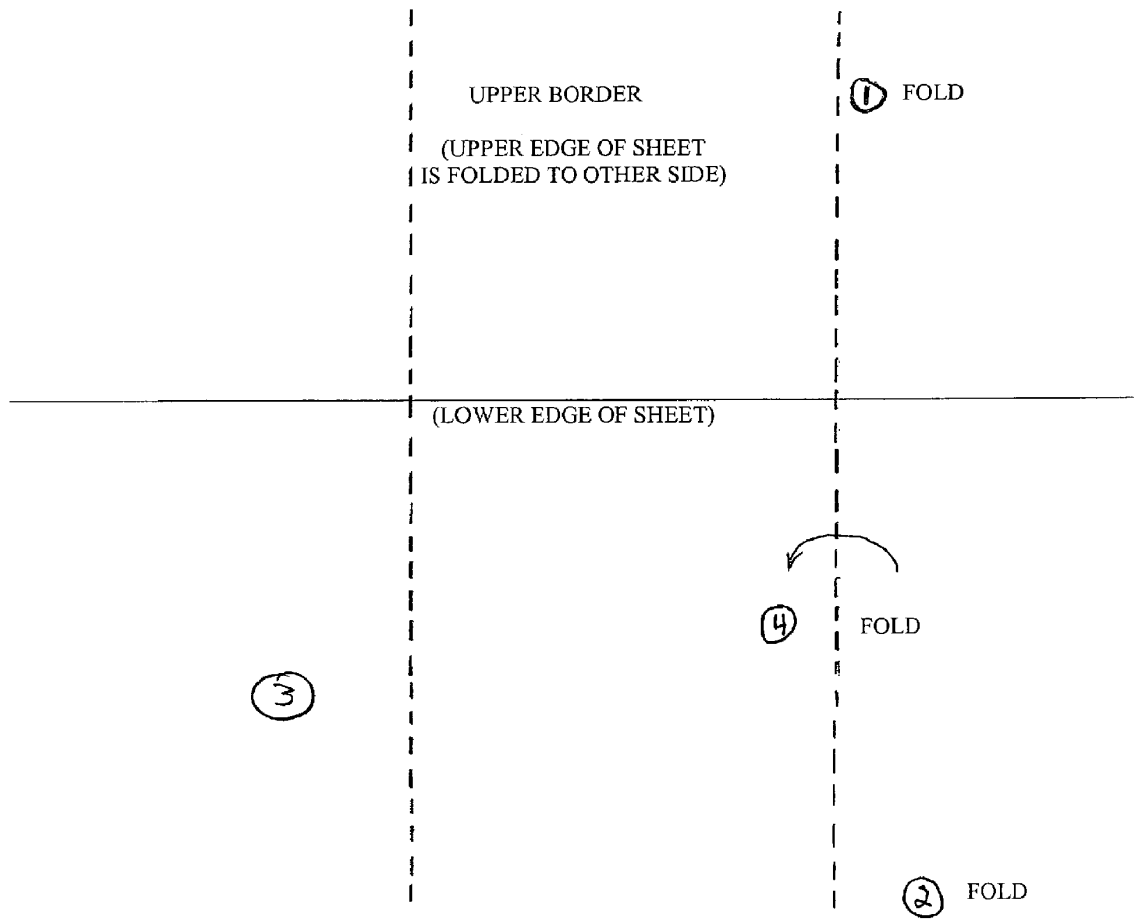 UPPER BORDER
① FOLD
(UPPER EDGE OF SHEET
IS FOLDED TO OTHER SIDE)
(LOWER EDGE OF SHEET)
④ FOLD
③
② FOLD